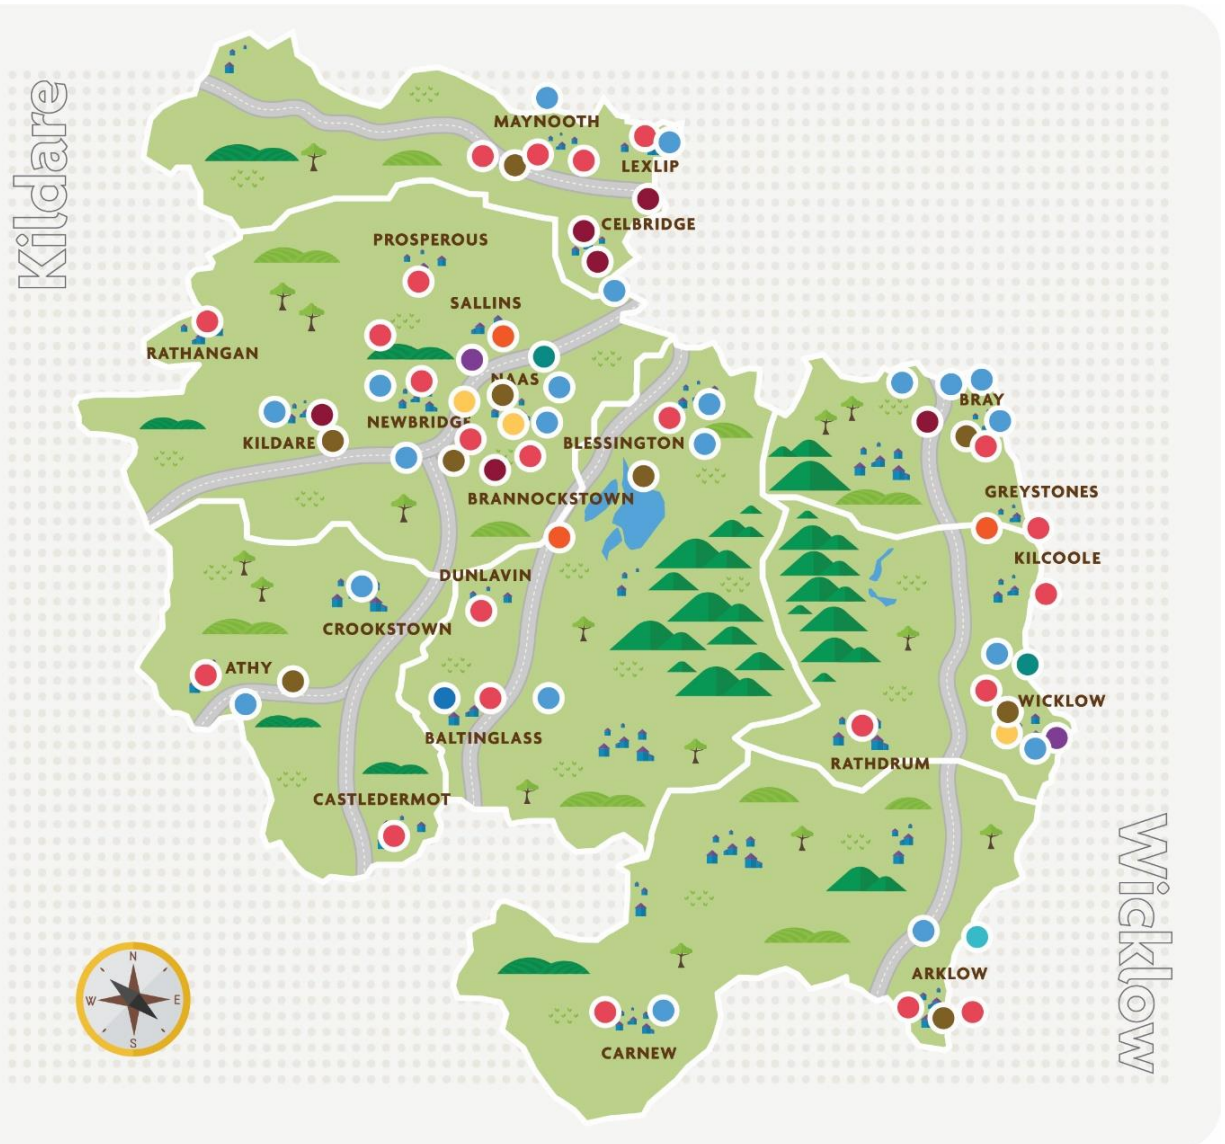 Kildare
MAYNOOTH
LEXLIP
CELBRIDGE
PROSPEROUS
SALLINS
RATHANGAN
NAAS
BRAY
NEWBRIDGE
KILDARE
BLESSINGTON
BRANNOCKSTOWN
GREYSTONES
KILCOOLE
DUNLAVIN
CROOKSTOWN
ATHY
WICKLOW
BALTINGLASS
RATHDRUM
CASTLEDERMOT
Wicklow
N
W
E
S
ARKLOW
CARNEW